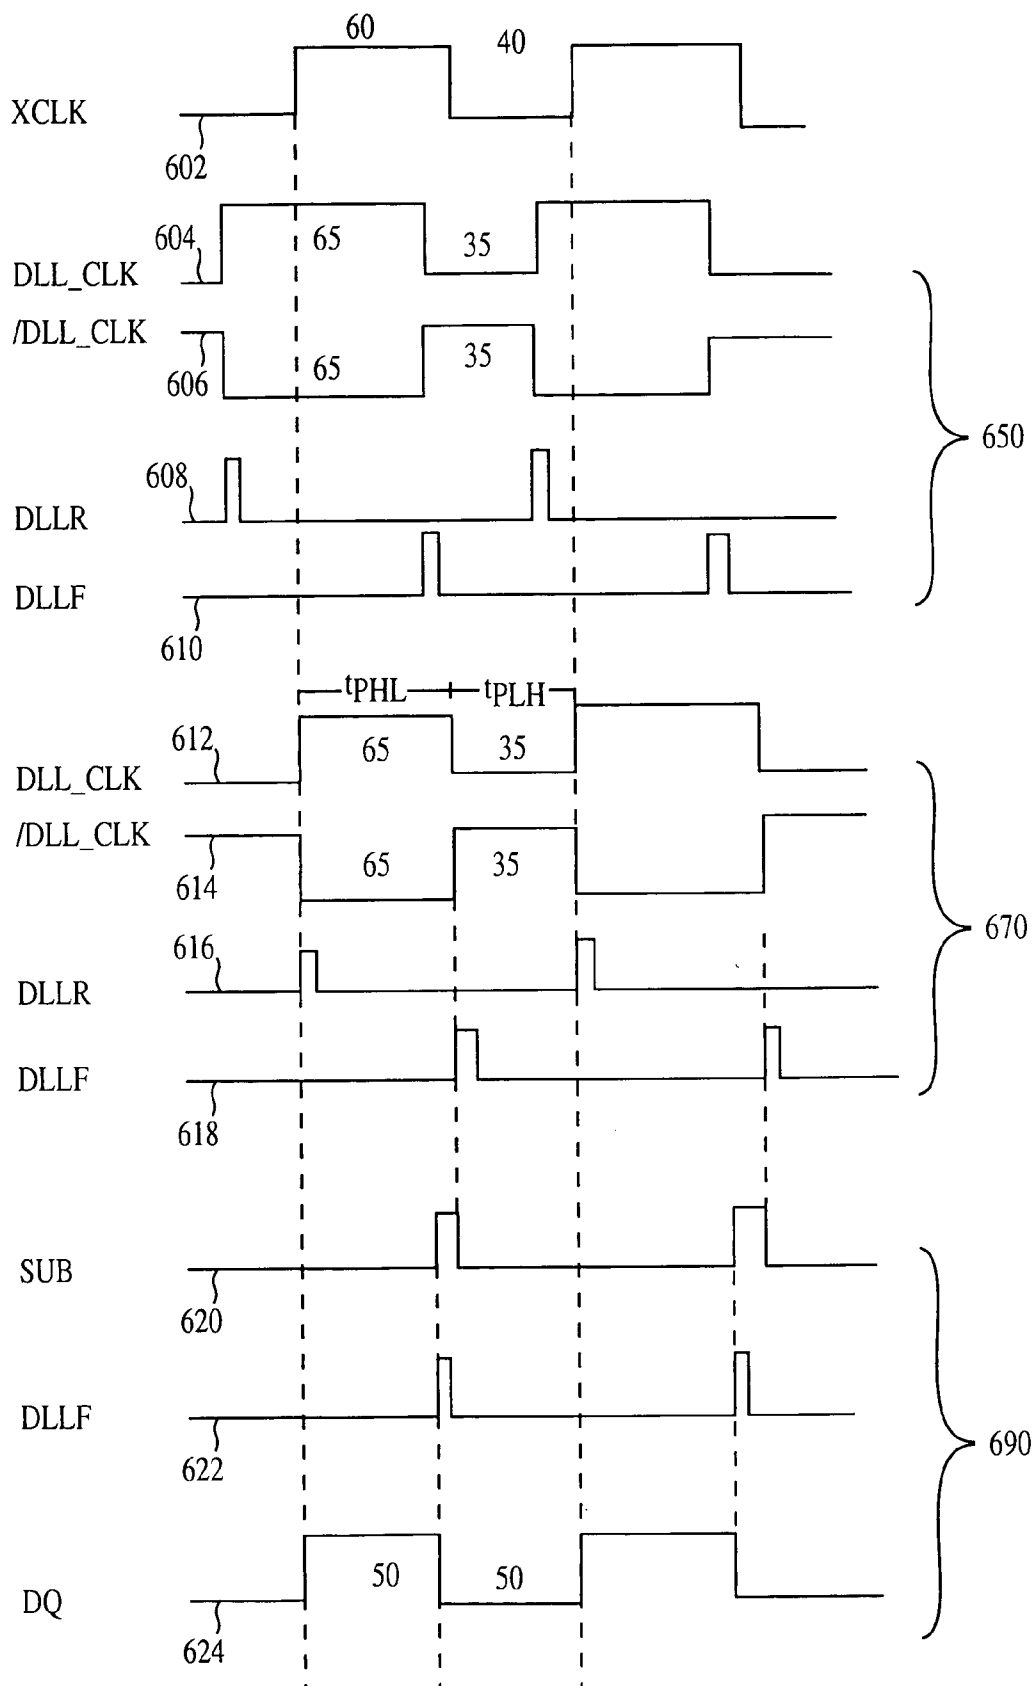 60
40
XCLK
602
604
65
35
DLL_CLK
/DLL_CLK
606
65
35
650
608
DLLR
DLLF
610
tPHL
tPLH
612
65
35
DLL_CLK
/DLL_CLK
614
65
35
670
616
DLLR
DLLF
618
SUB
620
DLLF
622
690
50
50
DQ
624